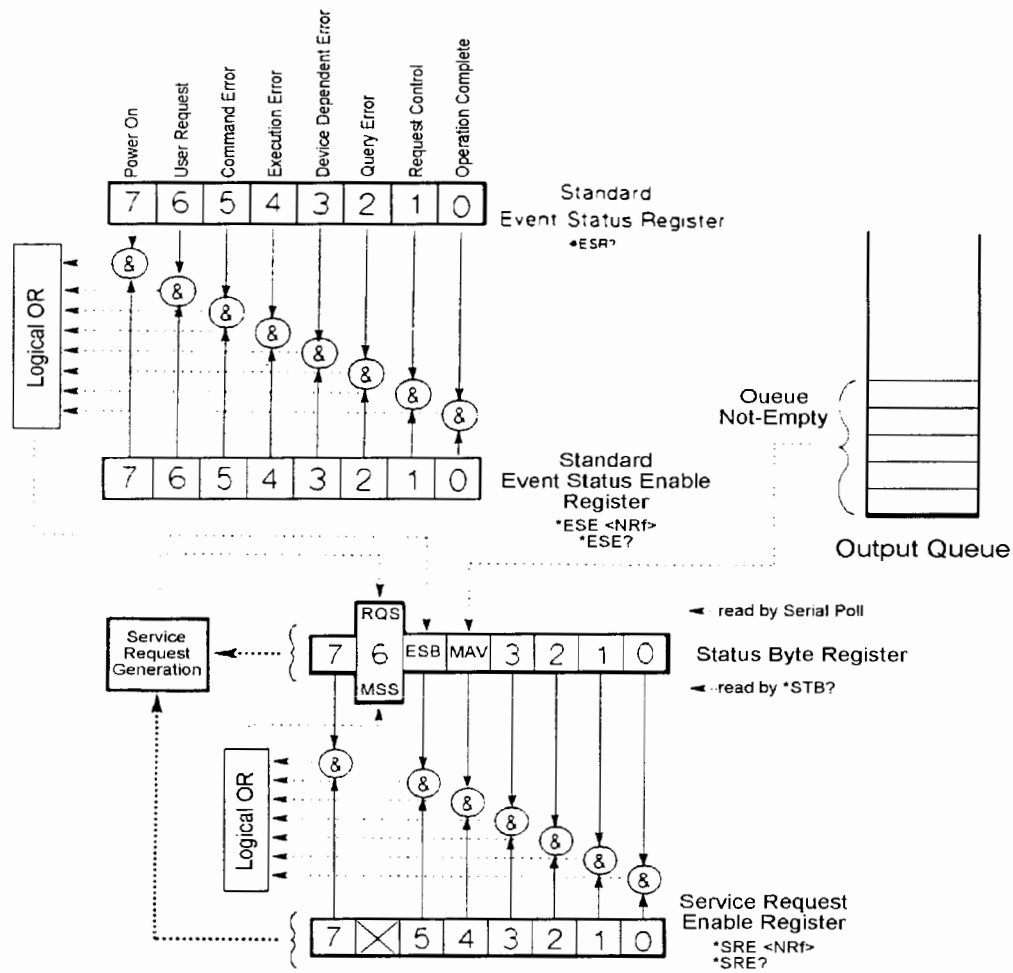 Power On
User Request
Command Error
Execution Error
Device Dependent Error
Query Error
Request Control
Operation Complete
7 6 5 4 3 2 1 0
Standard
Event Status Register
*ESR?
& & & & & & & &
Logical OR
Queue
Not-Empty
Output Queue
7 6 5 4 3 2 1 0
Standard
Event Status Enable
Register
*ESE <NRf>
*ESE?
Service
Request
Generation
RQS
7 6 ESB MAV 3 2 1 0
MSS
read by Serial Poll
Status Byte Register
read by *STB?
& & & & & & &
Logical OR
Service Request
Enable Register
7 5 4 3 2 1 0
*SRE <NRf>
*SRE?